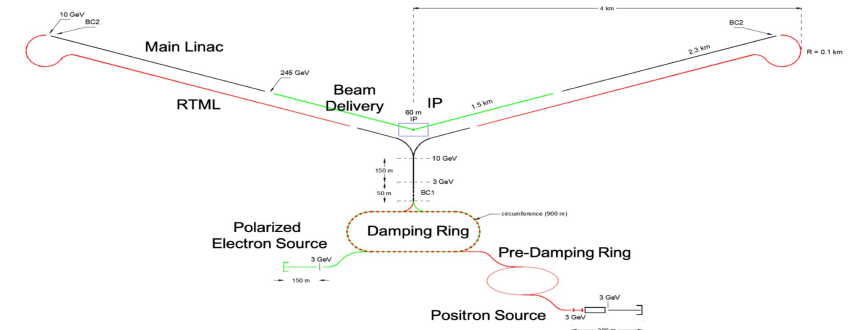 4 km
10 GeV
BC2
BC2
Main Linac
2.3 km
R = 0.1 km
245 GeV
Beam
Delivery
IP
RTML
1.5 km
60 m
IP
10 GeV
150 m
3 GeV
50 m
BC1
circumference (900 m)
Polarized
Electron Source
Damping Ring
Pre-Damping Ring
3 GeV
150 m
3 GeV
Positron Source
3 GeV